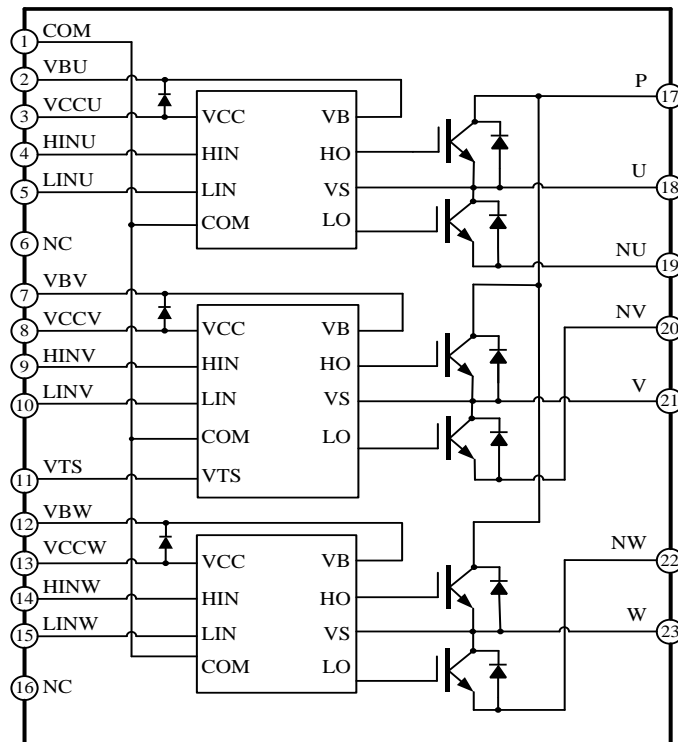 1 COM
2 VBU
3 VCCU
4 HINU
5 LINU
6 NC
7 VBV
8 VCCV
9 HINV
10 LINV
11 VTS
12 VBW
13 VCCW
14 HINW
15 LINW
16 NC
VCC VB
HIN HO
LIN VS
COM LO
VCC VB
HIN HO
LIN VS
COM LO
VTS
VCC VB
HIN HO
LIN VS
COM LO
P 17
U 18
NU 19
NV 20
V 21
NW 22
W 23